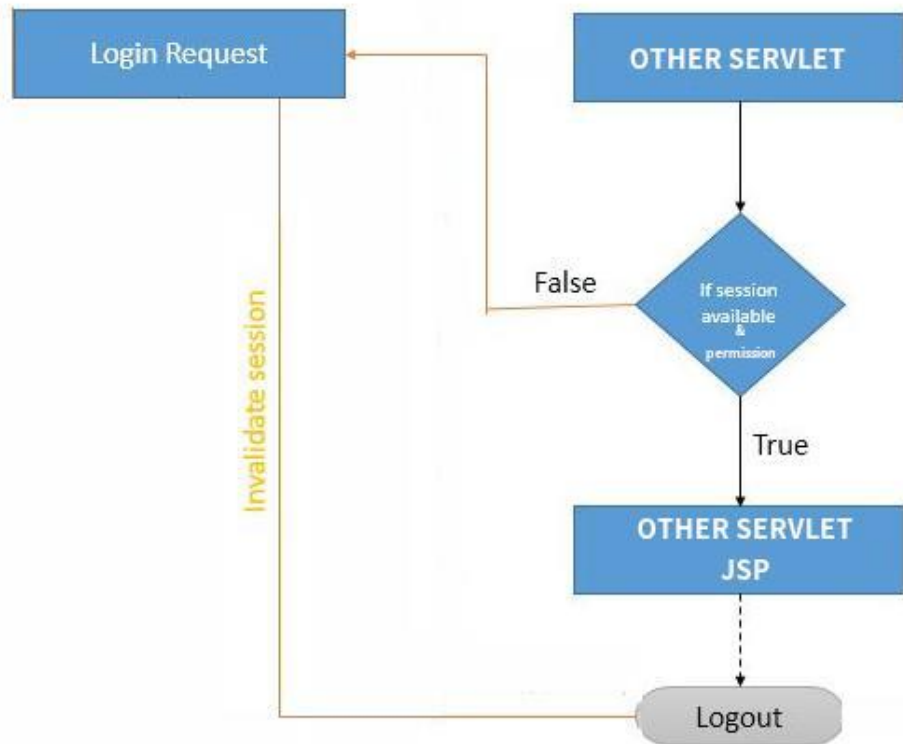 Login Request
OTHER SERVLET
False
If session
available
&
permission
Invalidate session
True
OTHER SERVLET
JSP
Logout